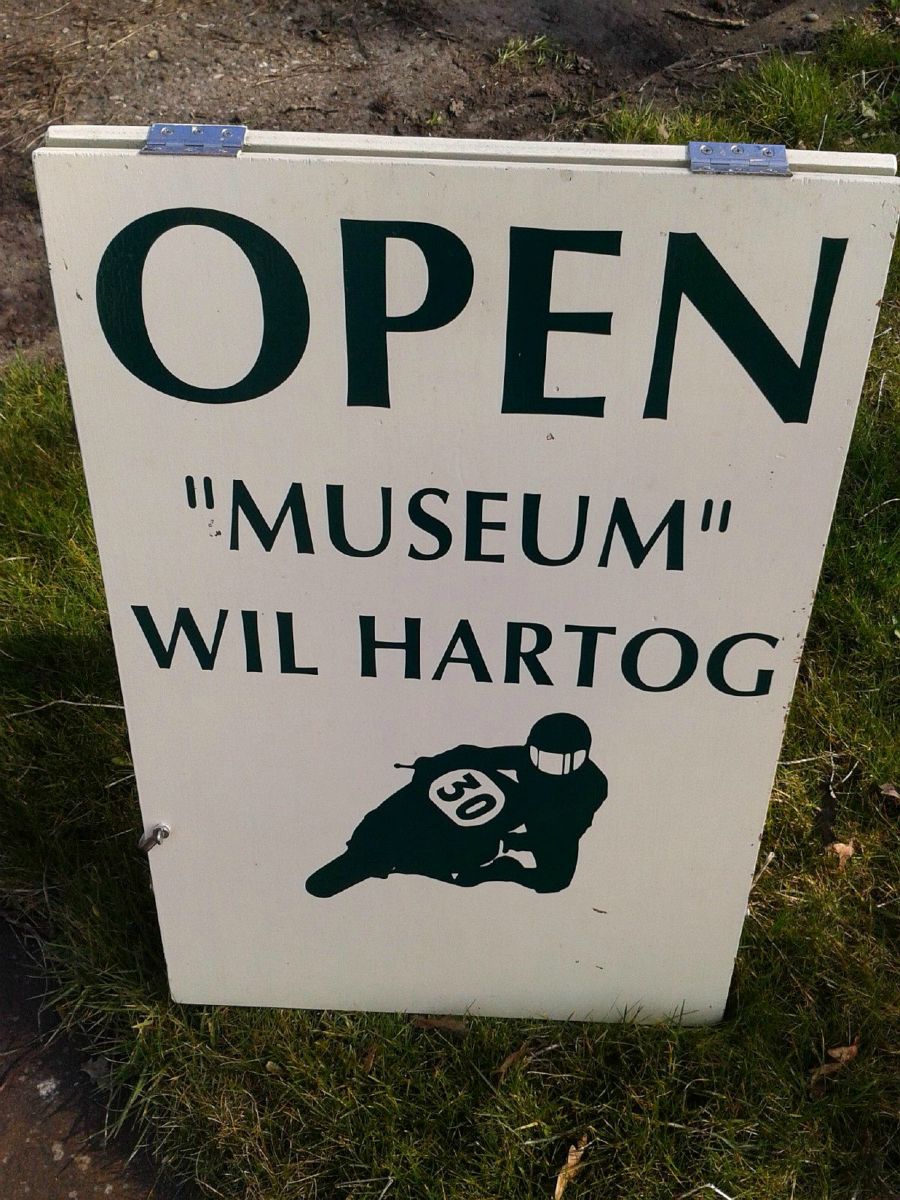 OPEN
"MUSEUM"
WIL HARTOG
30